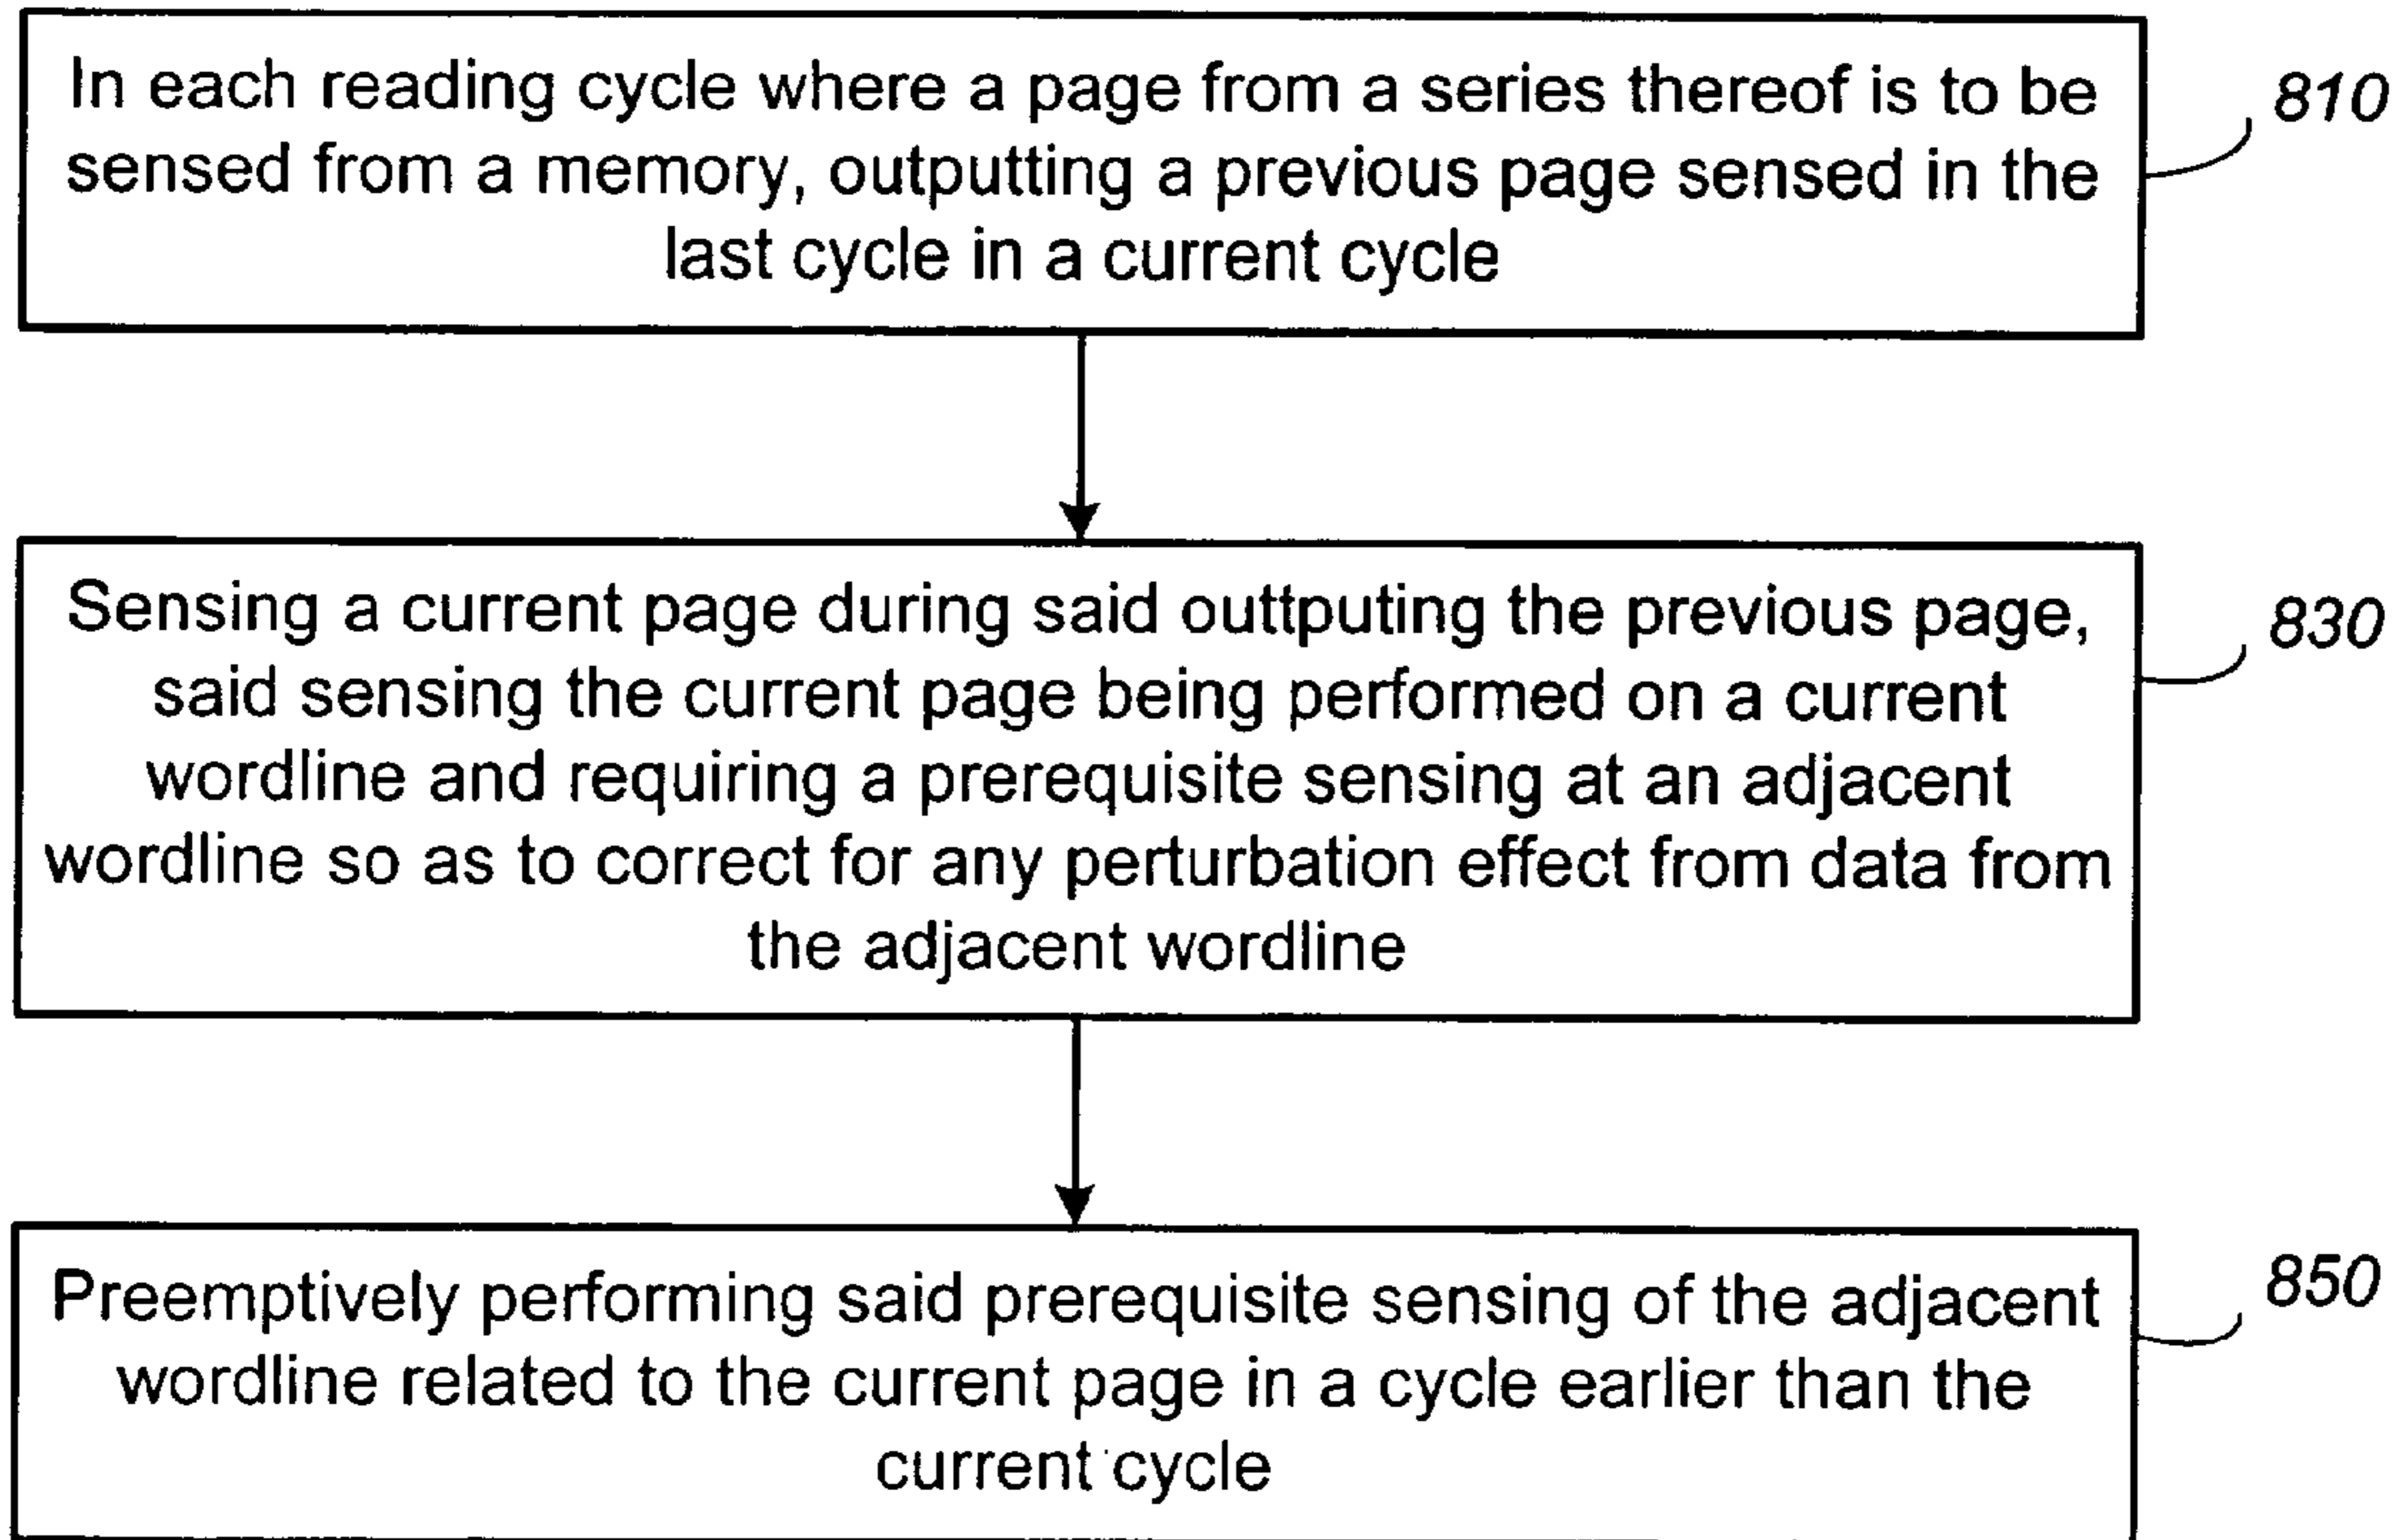 In each reading cycle where a page from a series thereof is to be
sensed from a memory, outputting a previous page sensed in the
last cycle in a current cycle
810
Sensing a current page during said outtputing the previous page,
said sensing the current page being performed on a current
wordline and requiring a prerequisite sensing at an adjacent
wordline so as to correct for any perturbation effect from data from
the adjacent wordline
830
Preemptively performing said prerequisite sensing of the adjacent
wordline related to the current page in a cycle earlier than the
current cycle
850